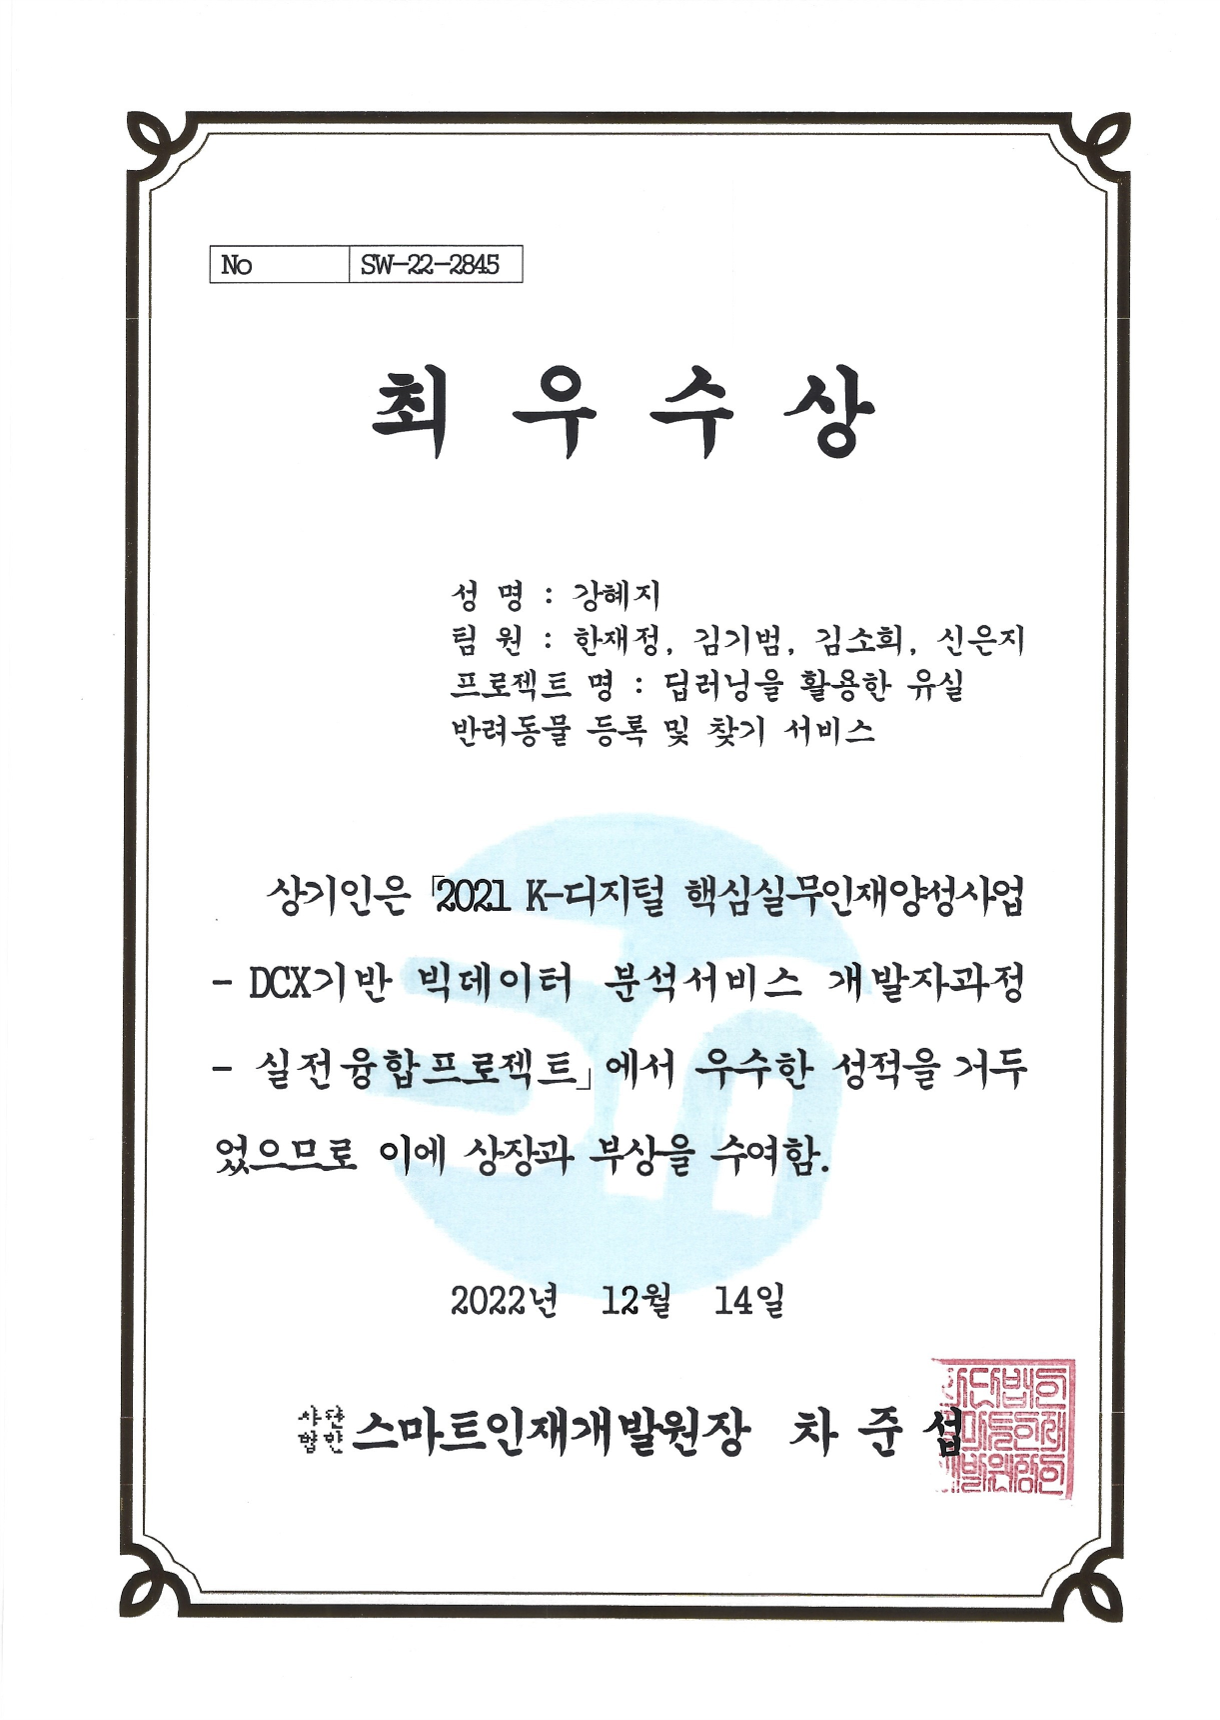 No SW-22-2845
최 우 수 상
성 명 : 강혜지
팀 원 : 한재정, 김기범, 김소희, 신은지
프로젝트 명 : 딥러닝을 활용한 유실
반려동물 등록 및 찾기 서비스
상기인은 「2021 K-디지털 핵심실무인재양성사업
- DCX기반 빅데이터 분석서비스 개발자과정
- 실전융합프로젝트」에서 우수한 성적을 거두
었으므로 이에 상장과 부상을 수여함.
2022년 12월 14일
사단법인 스마트인재개발원장 차 준 섭